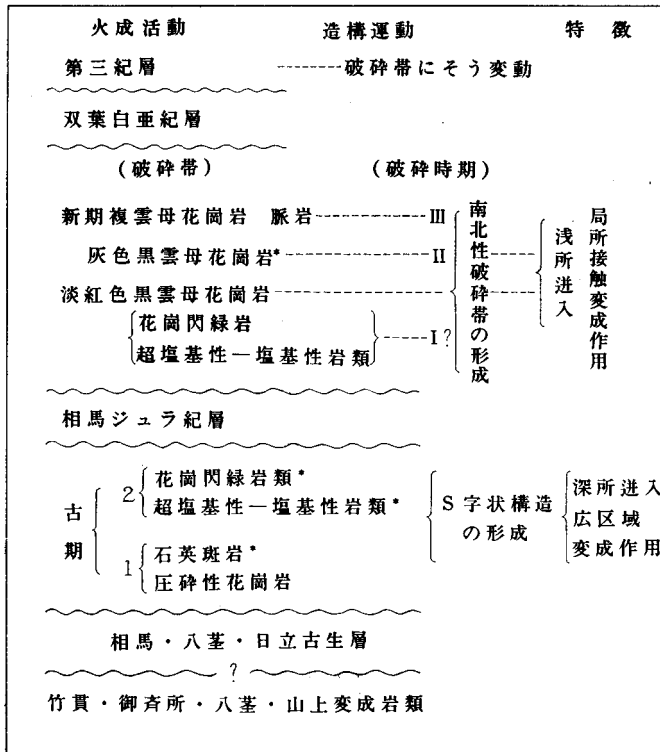 火成活動 造構運動 特徴
第三紀層 破砕帯にそう変動
双葉白亜紀層
(破砕帯) (破砕時期)
新期複雲母花崗岩 脈岩 III
灰色黒雲母花崗岩* II
淡紅色黒雲母花崗岩
花崗閃緑岩
超塩基性—塩基性岩類 I?
南北性破砕帯の形成
浅所迸入
局所接触変成作用
相馬ジュラ紀層
古期
2 花崗閃緑岩類*
超塩基性—塩基性岩類*
1 石英斑岩*
圧砕性花崗岩
S字状構造
の形成
深所迸入
広区域
変成作用
相馬・八茎・日立古生層
?
竹貫・御斉所・八茎・山上変成岩類